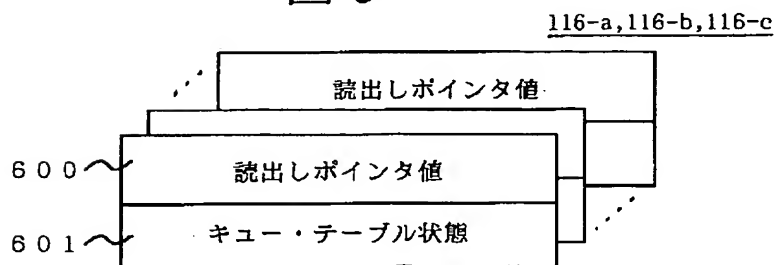 116-a,116-b,116-c
読出しポインタ値
600 読出しポインタ値
601 キュー・テーブル状態